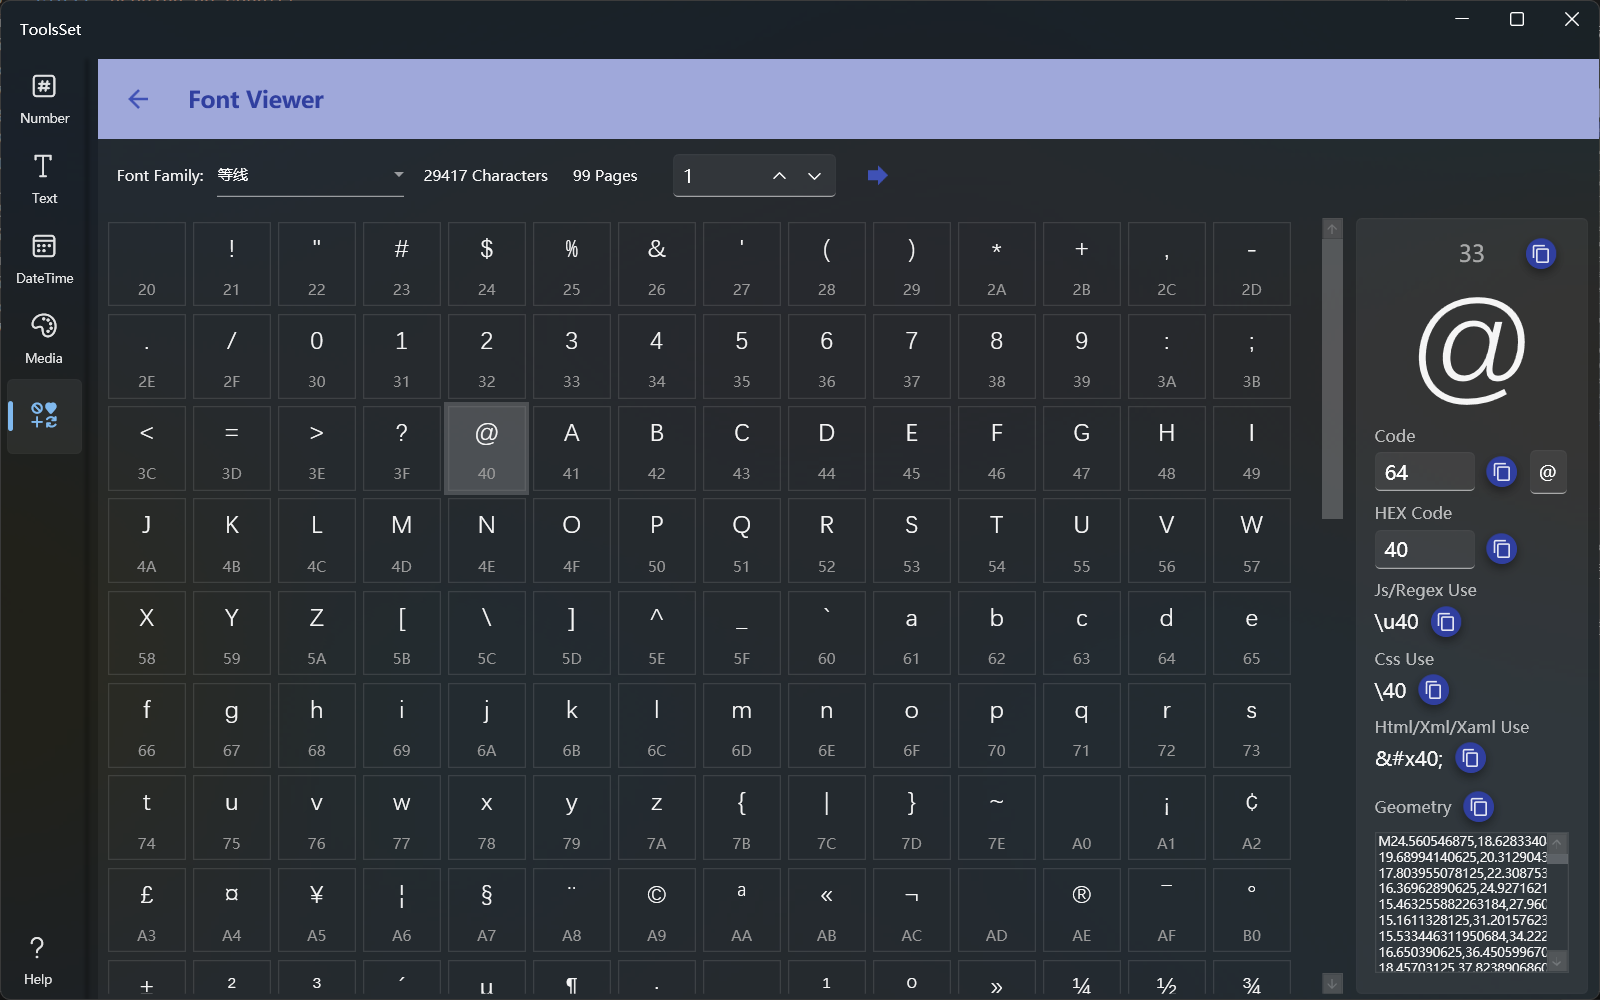 ToolsSet
Number
Text
DateTime
Media
Help
Font Viewer
Font Family: 等线 29417 Characters 99 Pages 1
! " # $ % & ' ( ) * + , -
20 21 22 23 24 25 26 27 28 29 2A 2B 2C 2D
. / 0 1 2 3 4 5 6 7 8 9 : ;
2E 2F 30 31 32 33 34 35 36 37 38 39 3A 3B
< = > ? @ A B C D E F G H I
3C 3D 3E 3F 40 41 42 43 44 45 46 47 48 49
J K L M N O P Q R S T U V W
4A 4B 4C 4D 4E 4F 50 51 52 53 54 55 56 57
X Y Z [ \ ] ^ _ ` a b c d e
58 59 5A 5B 5C 5D 5E 5F 60 61 62 63 64 65
f g h i j k l m n o p q r s
66 67 68 69 6A 6B 6C 6D 6E 6F 70 71 72 73
t u v w x y z { | } ~ ¡ ¢
74 75 76 77 78 79 7A 7B 7C 7D 7E A0 A1 A2
£ ¤ ¥ ¦ § ¨ © ª « ¬ ® ¯ °
A3 A4 A5 A6 A7 A8 A9 AA AB AC AD AE AF B0
± ² ³ ´ µ ¶ · ¹ º » ¼ ½ ¾
33
@
Code
64 @
HEX Code
40
Js/Regex Use
\u40
Css Use
\40
Html/Xml/Xaml Use
&#x40;
Geometry
M24.560546875,18.6283340
19.68994140625,20.3129043
17.803955078125,22.308753
16.36962890625,24.9271621
15.463255882263184,27.960
15.1611328125,31.20157623
15.533446311950684,34.222
16.650390625,36.450599670
18.45703125,37.8238906860